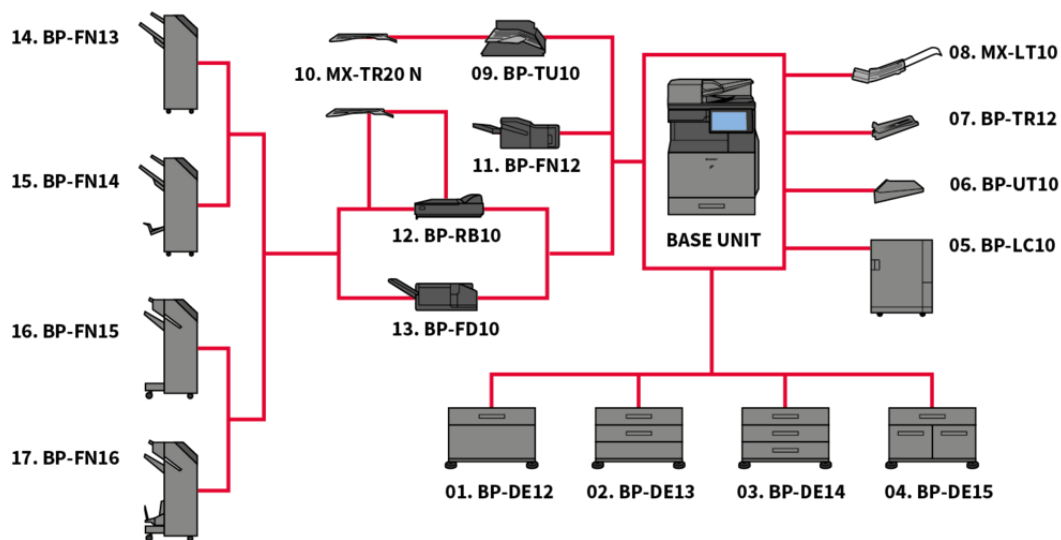 14. BP-FN13
10. MX-TR20 N
09. BP-TU10
08. MX-LT10
07. BP-TR12
11. BP-FN12
15. BP-FN14
06. BP-UT10
12. BP-RB10
BASE UNIT
05. BP-LC10
16. BP-FN15
13. BP-FD10
17. BP-FN16
01. BP-DE12
02. BP-DE13
03. BP-DE14
04. BP-DE15